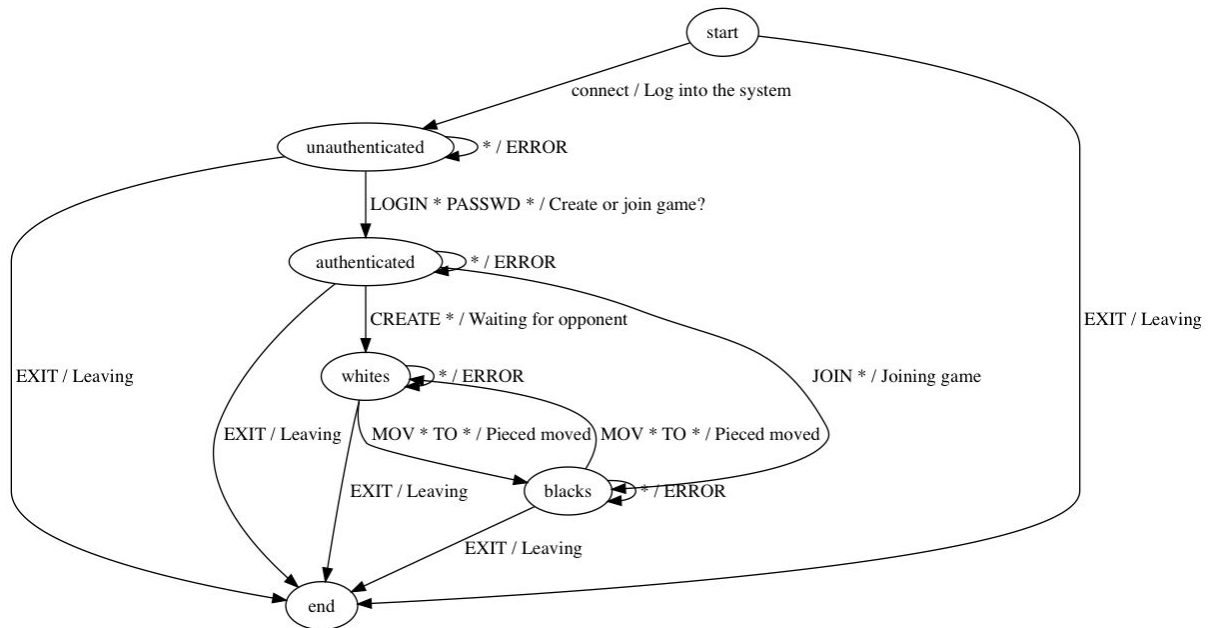 start
connect / Log into the system
unauthenticated
* / ERROR
LOGIN * PASSWD * / Create or join game?
authenticated
* / ERROR
CREATE * / Waiting for opponent
EXIT / Leaving
EXIT / Leaving
whites
* / ERROR
JOIN * / Joining game
EXIT / Leaving
MOV * TO * / Pieced moved
MOV * TO * / Pieced moved
EXIT / Leaving
blacks
* / ERROR
EXIT / Leaving
end